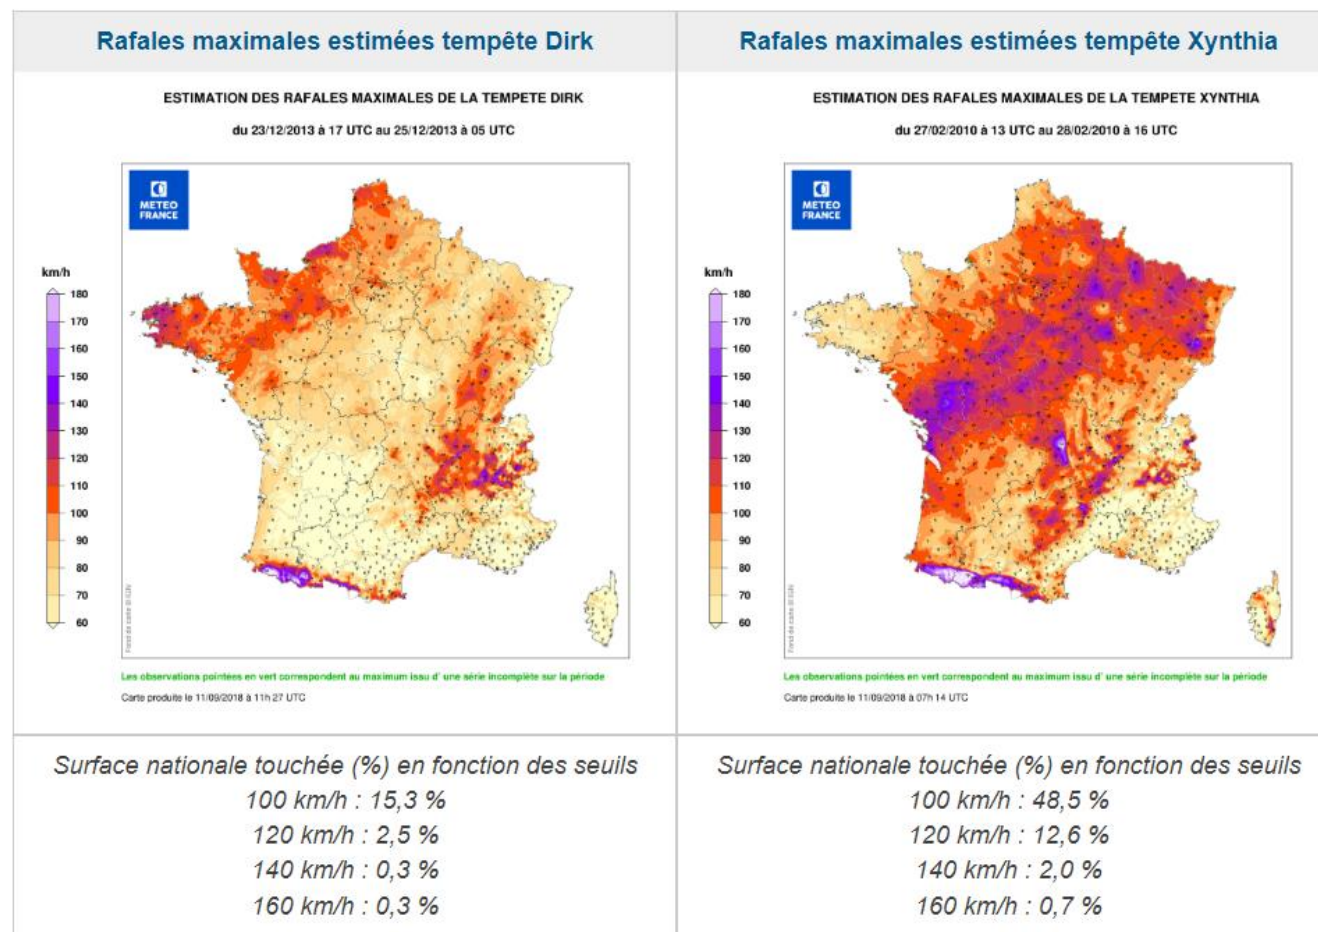 Rafales maximales estimées tempête Dirk
ESTIMATION DES RAFALES MAXIMALES DE LA TEMPETE DIRK
du 23/12/2013 à 17 UTC au 25/12/2013 à 05 UTC
METEO
FRANCE
km/h
180
170
160
150
140
130
120
110
100
90
80
70
60
Fond de carte © IGN
Les observations pointées en vert correspondent au maximum issu d' une série incomplète sur la période
Carte produite le 11/09/2018 à 11h 27 UTC
Surface nationale touchée (%) en fonction des seuils
100 km/h : 15,3 %
120 km/h : 2,5 %
140 km/h : 0,3 %
160 km/h : 0,3 %
Rafales maximales estimées tempête Xynthia
ESTIMATION DES RAFALES MAXIMALES DE LA TEMPETE XYNTHIA
du 27/02/2010 à 13 UTC au 28/02/2010 à 16 UTC
METEO
FRANCE
km/h
180
170
160
150
140
130
120
110
100
90
80
70
60
Fond de carte © IGN
Les observations pointées en vert correspondent au maximum issu d' une série incomplète sur la période
Carte produite le 11/09/2018 à 07h 14 UTC
Surface nationale touchée (%) en fonction des seuils
100 km/h : 48,5 %
120 km/h : 12,6 %
140 km/h : 2,0 %
160 km/h : 0,7 %